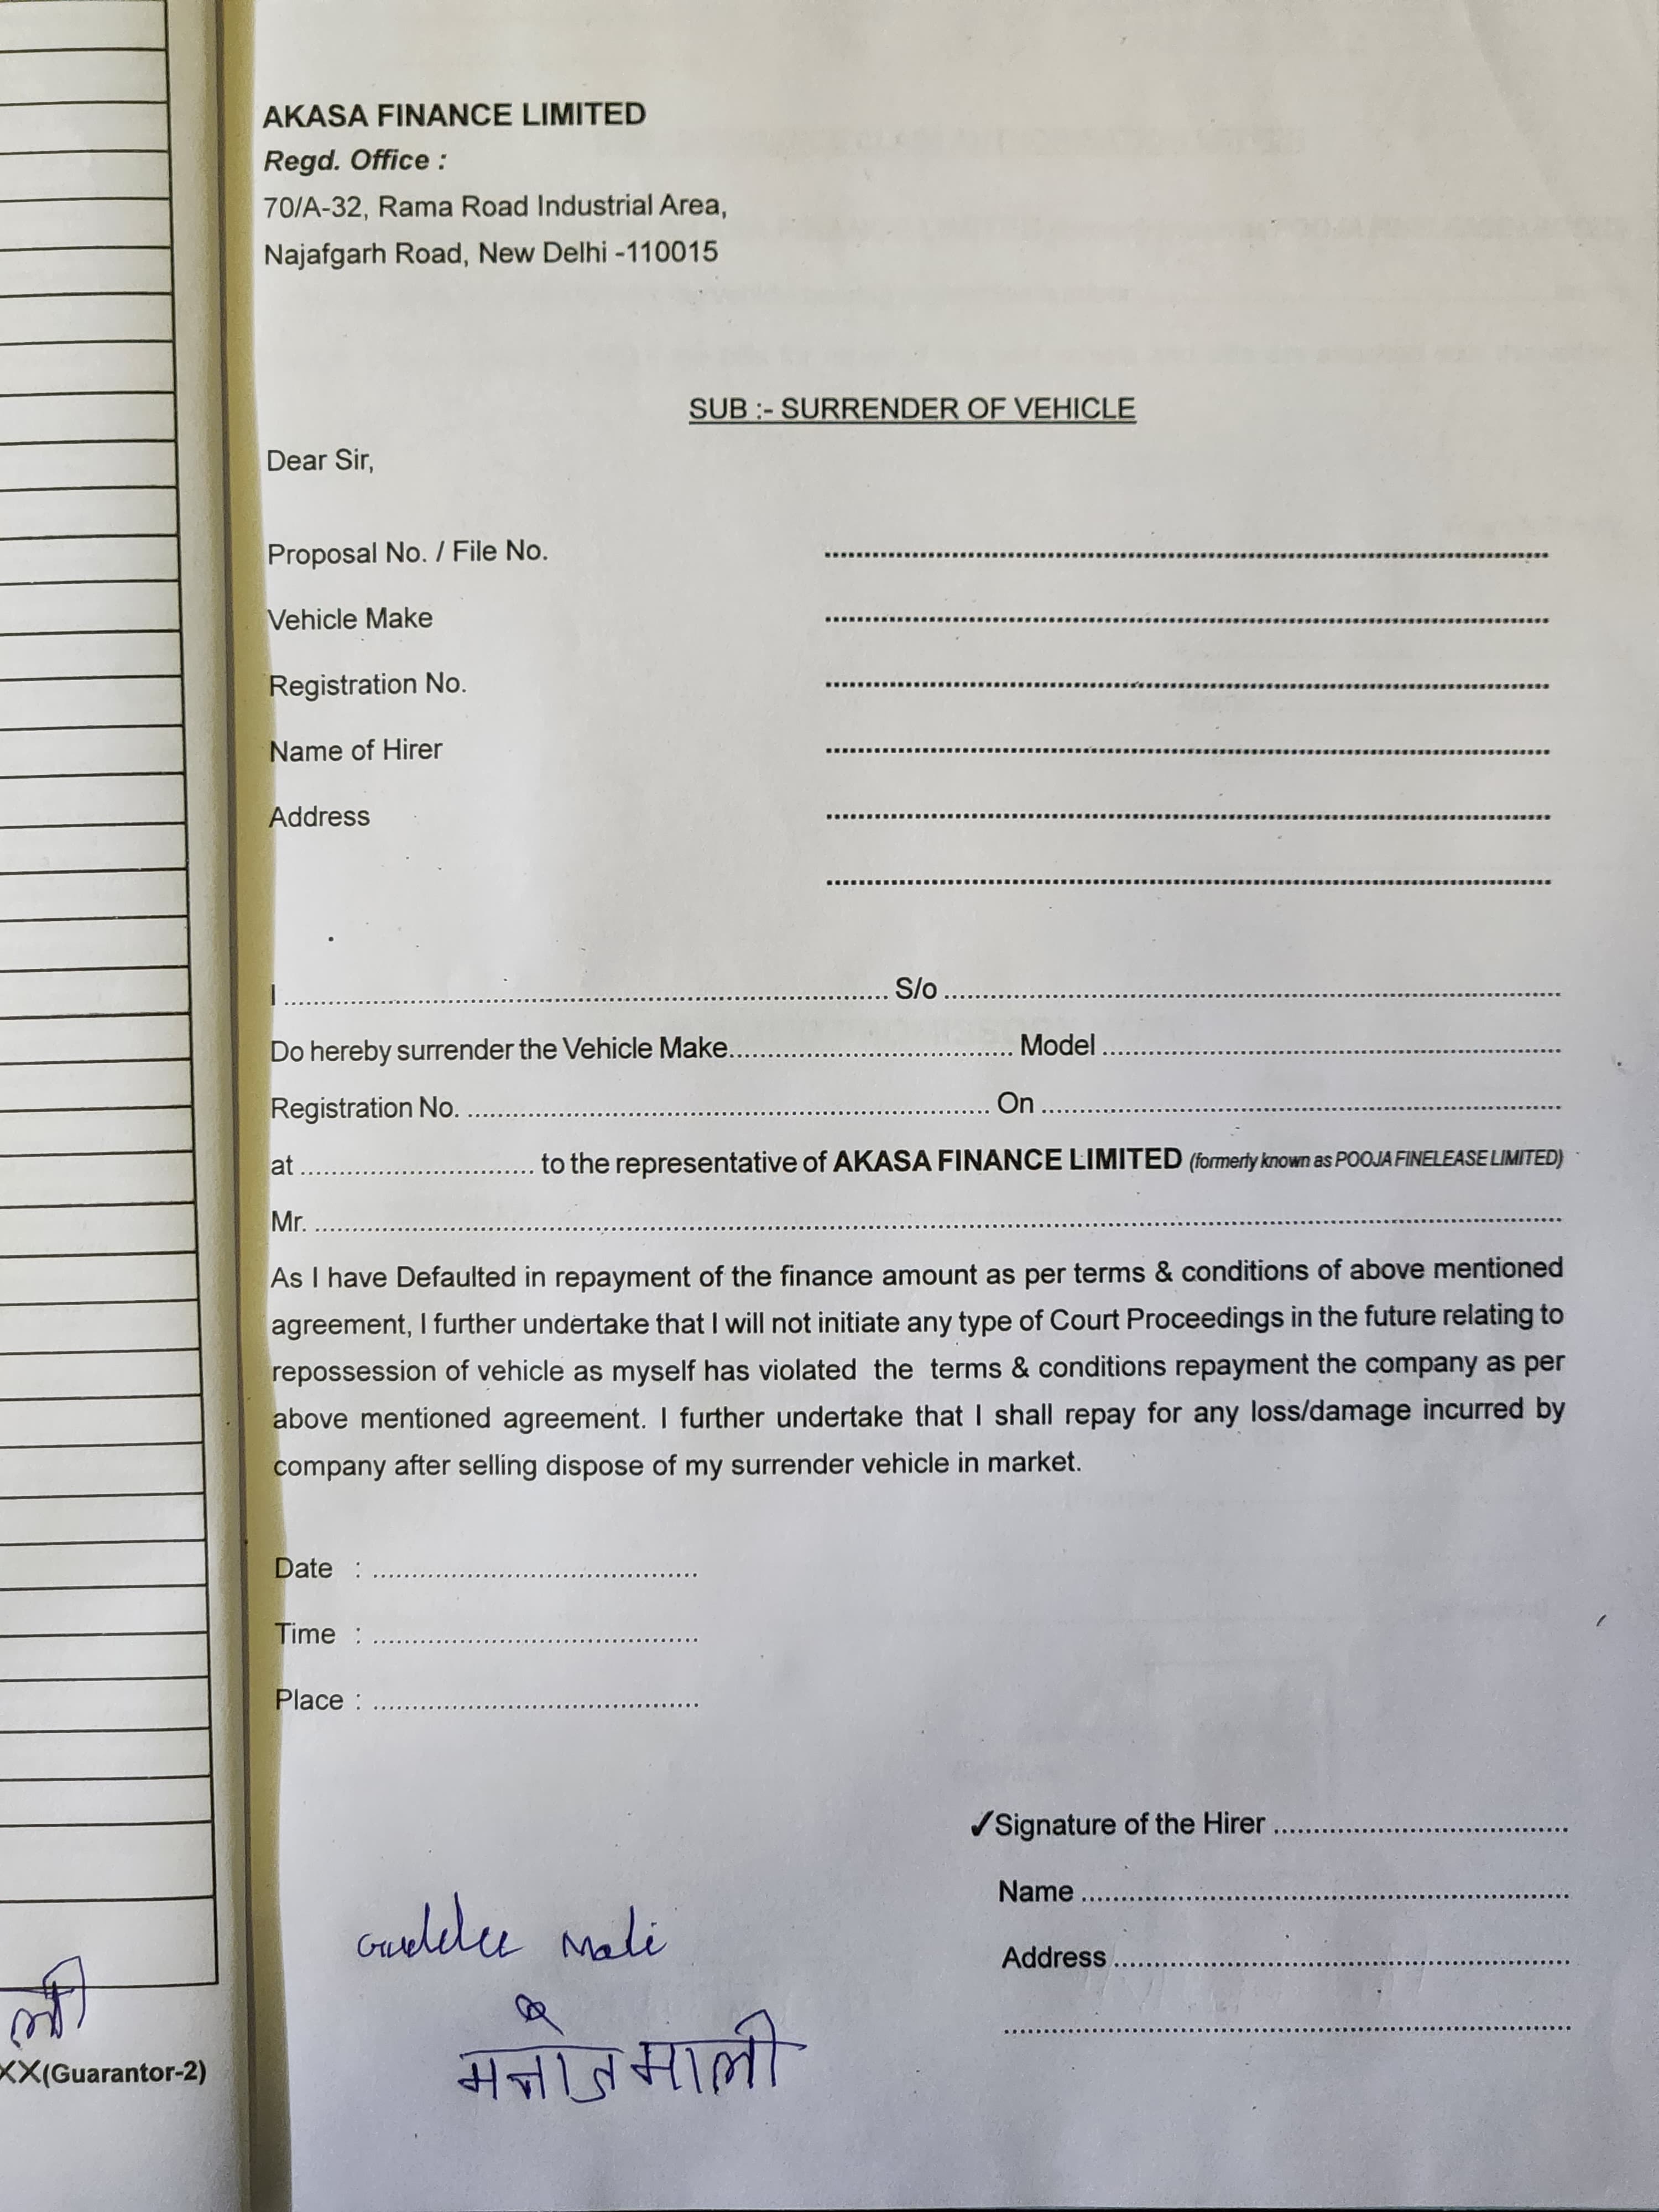 AKASA FINANCE LIMITED
Regd. Office :
70/A-32, Rama Road Industrial Area,
Najafgarh Road, New Delhi -110015
SUB :- SURRENDER OF VEHICLE
Dear Sir,
Proposal No. / File No. ........................................
Vehicle Make ........................................
Registration No. ........................................
Name of Hirer ........................................
Address ........................................
........................................
I ........................................ S/o ........................................
Do hereby surrender the Vehicle Make........................................ Model ........................................
Registration No. ........................................ On ........................................
at .............................. to the representative of AKASA FINANCE LIMITED (formerly known as POOJA FINELEASE LIMITED)
Mr. ........................................
As I have Defaulted in repayment of the finance amount as per terms & conditions of above mentioned
agreement, I further undertake that I will not initiate any type of Court Proceedings in the future relating to
repossession of vehicle as myself has violated the terms & conditions repayment the company as per
above mentioned agreement. I further undertake that I shall repay for any loss/damage incurred by
company after selling dispose of my surrender vehicle in market.
Date : ........................................
Time : ........................................
Place : ........................................
✓Signature of the Hirer ........................................
Name ........................................
Address ........................................
........................................
Mali
मनोज माली
ली
XX(Guarantor-2)